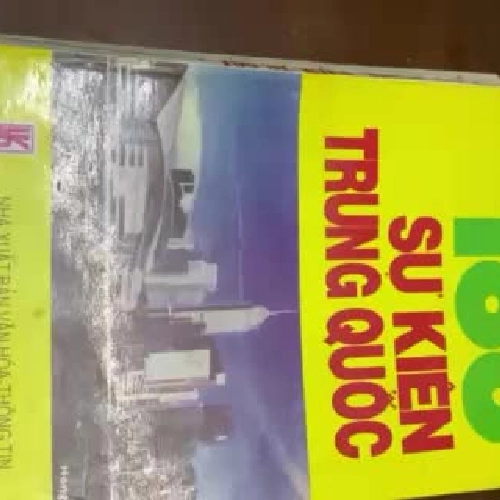 100
SỰ KIỆN
TRUNG QUỐC
NHÀ XUẤT BẢN VĂN HÓA-THÔNG TIN